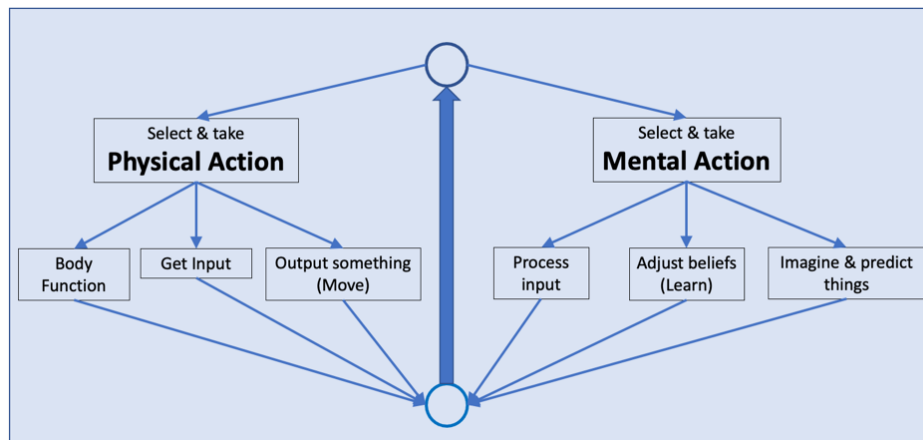 Select & take
Physical Action
Select & take
Mental Action
Body
Function
Get Input
Output something
(Move)
Process
input
Adjust beliefs
(Learn)
Imagine & predict
things